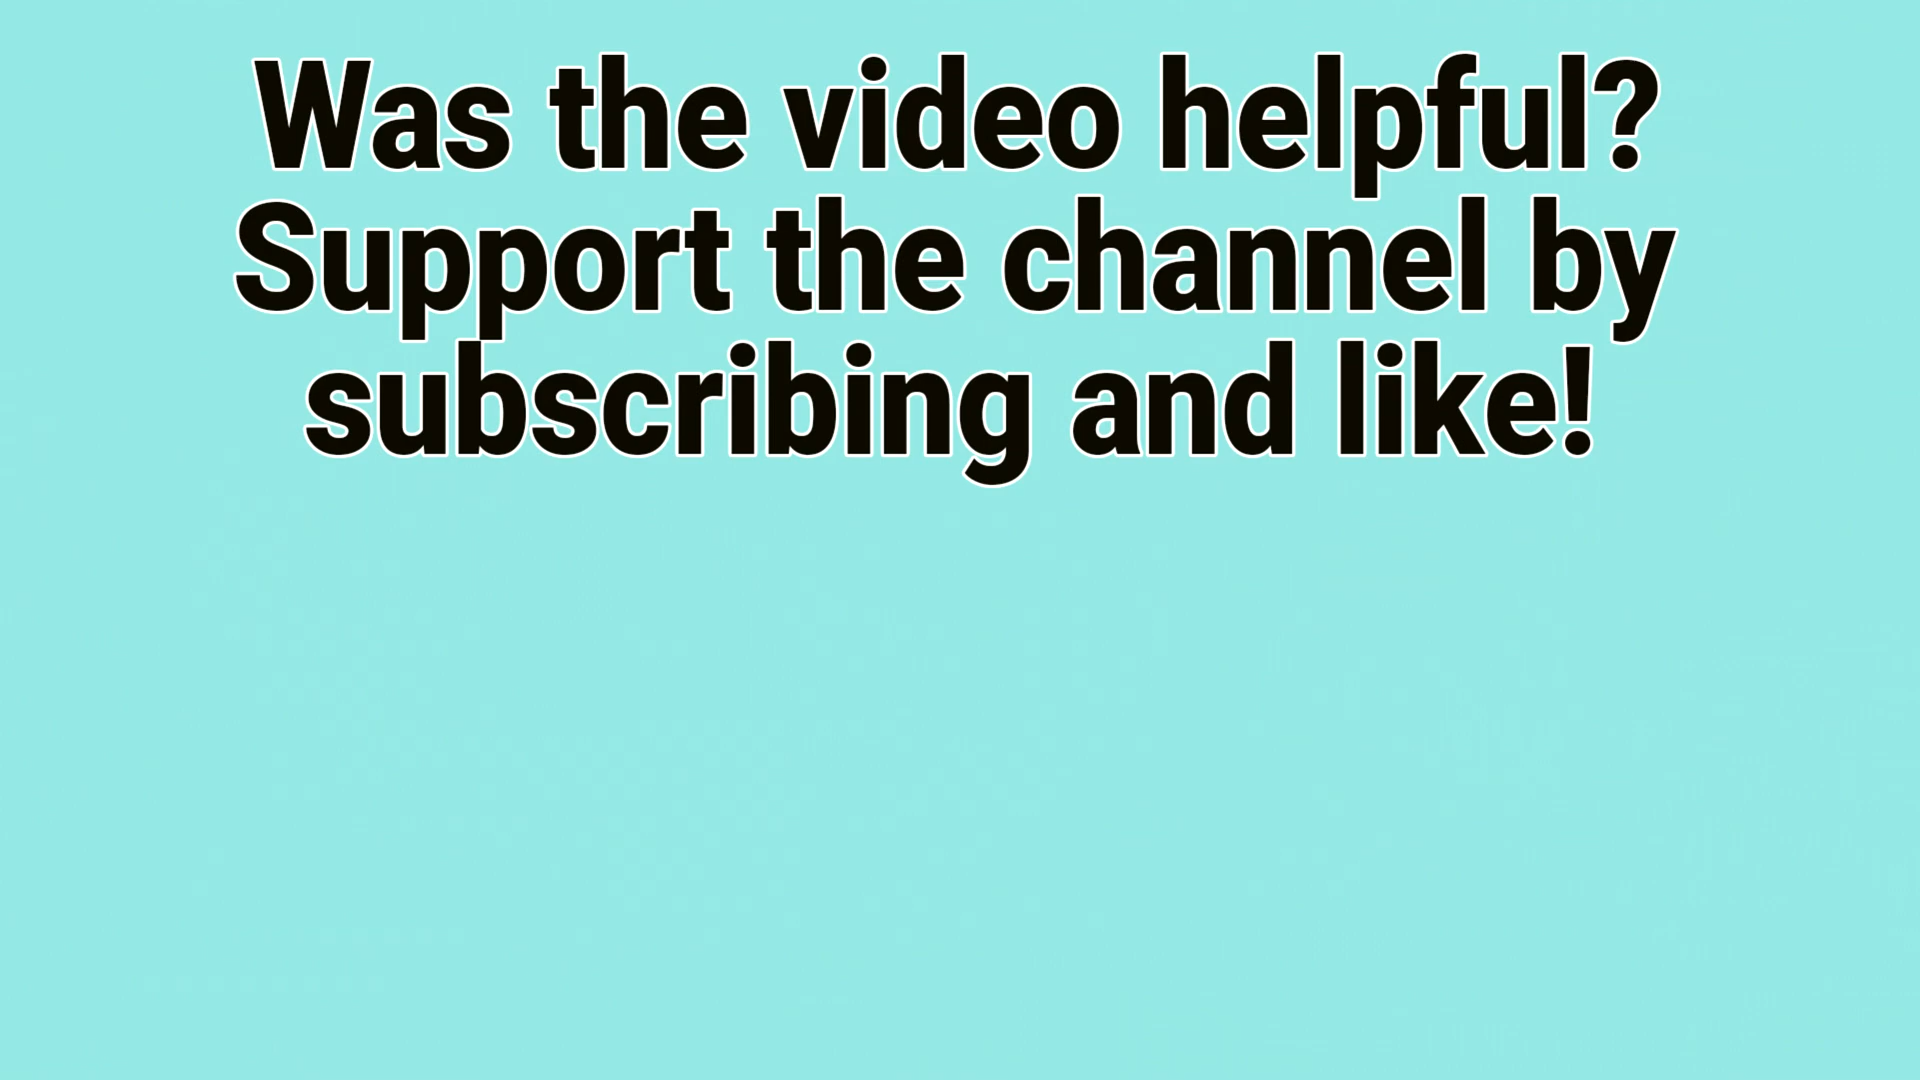 Was the video helpful?
Support the channel by
subscribing and like!